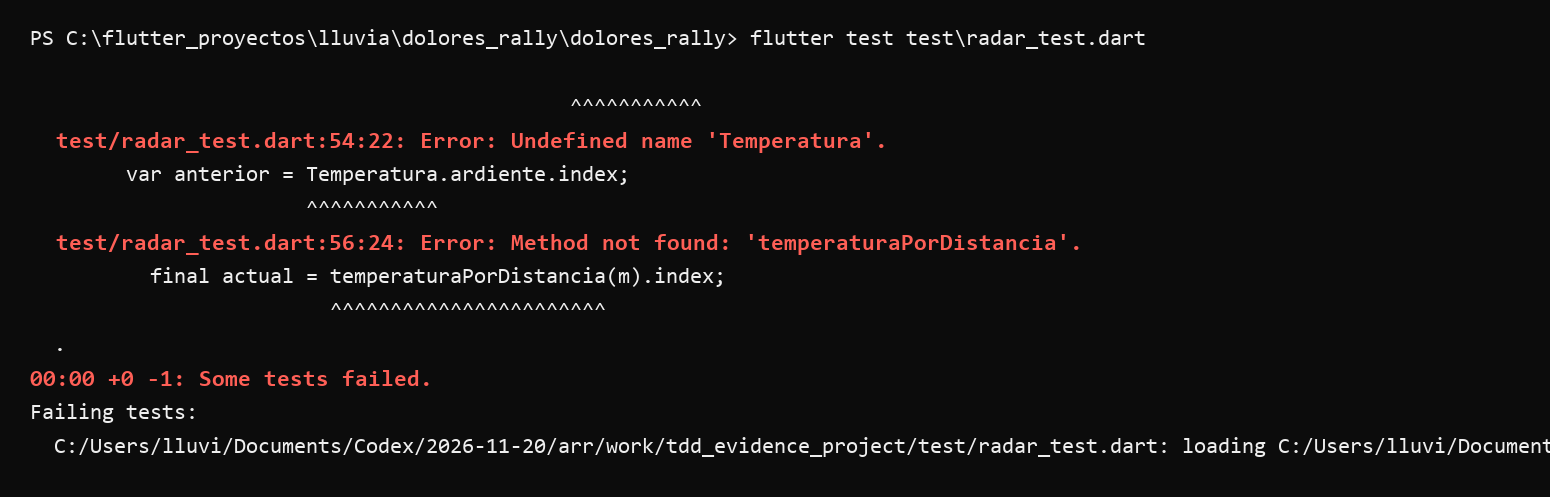 PS C:\flutter_proyectos\lluvia\dolores_rally\dolores_rally> flutter test test\radar_test.dart
^^^^^^^^^^^
test/radar_test.dart:54:22: Error: Undefined name 'Temperatura'.
var anterior = Temperatura.ardiente.index;
^^^^^^^^^^^
test/radar_test.dart:56:24: Error: Method not found: 'temperaturaPorDistancia'.
final actual = temperaturaPorDistancia(m).index;
^^^^^^^^^^^^^^^^^^^^^^^
.
00:00 +0 -1: Some tests failed.
Failing tests:
C:/Users/lluvi/Documents/Codex/2026-11-20/arr/work/tdd_evidence_project/test/radar_test.dart: loading C:/Users/lluvi/Document